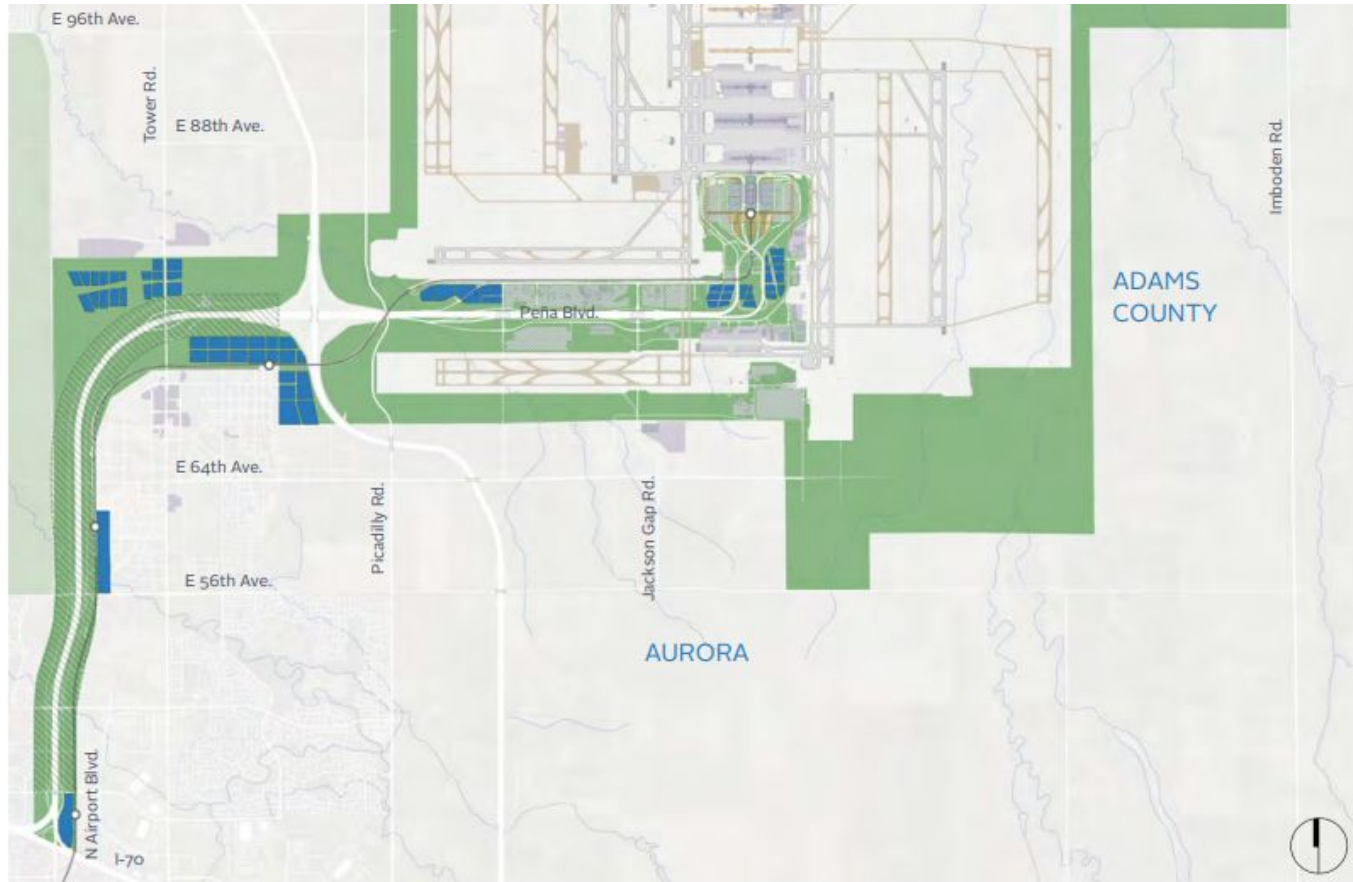 E 96th Ave.
Tower Rd.
E 88th Ave.
Imboden Rd.
ADAMS
COUNTY
Peña Blvd.
E 64th Ave.
Picadilly Rd.
Jackson Gap Rd.
E 56th Ave.
AURORA
N Airport Blvd.
I-70